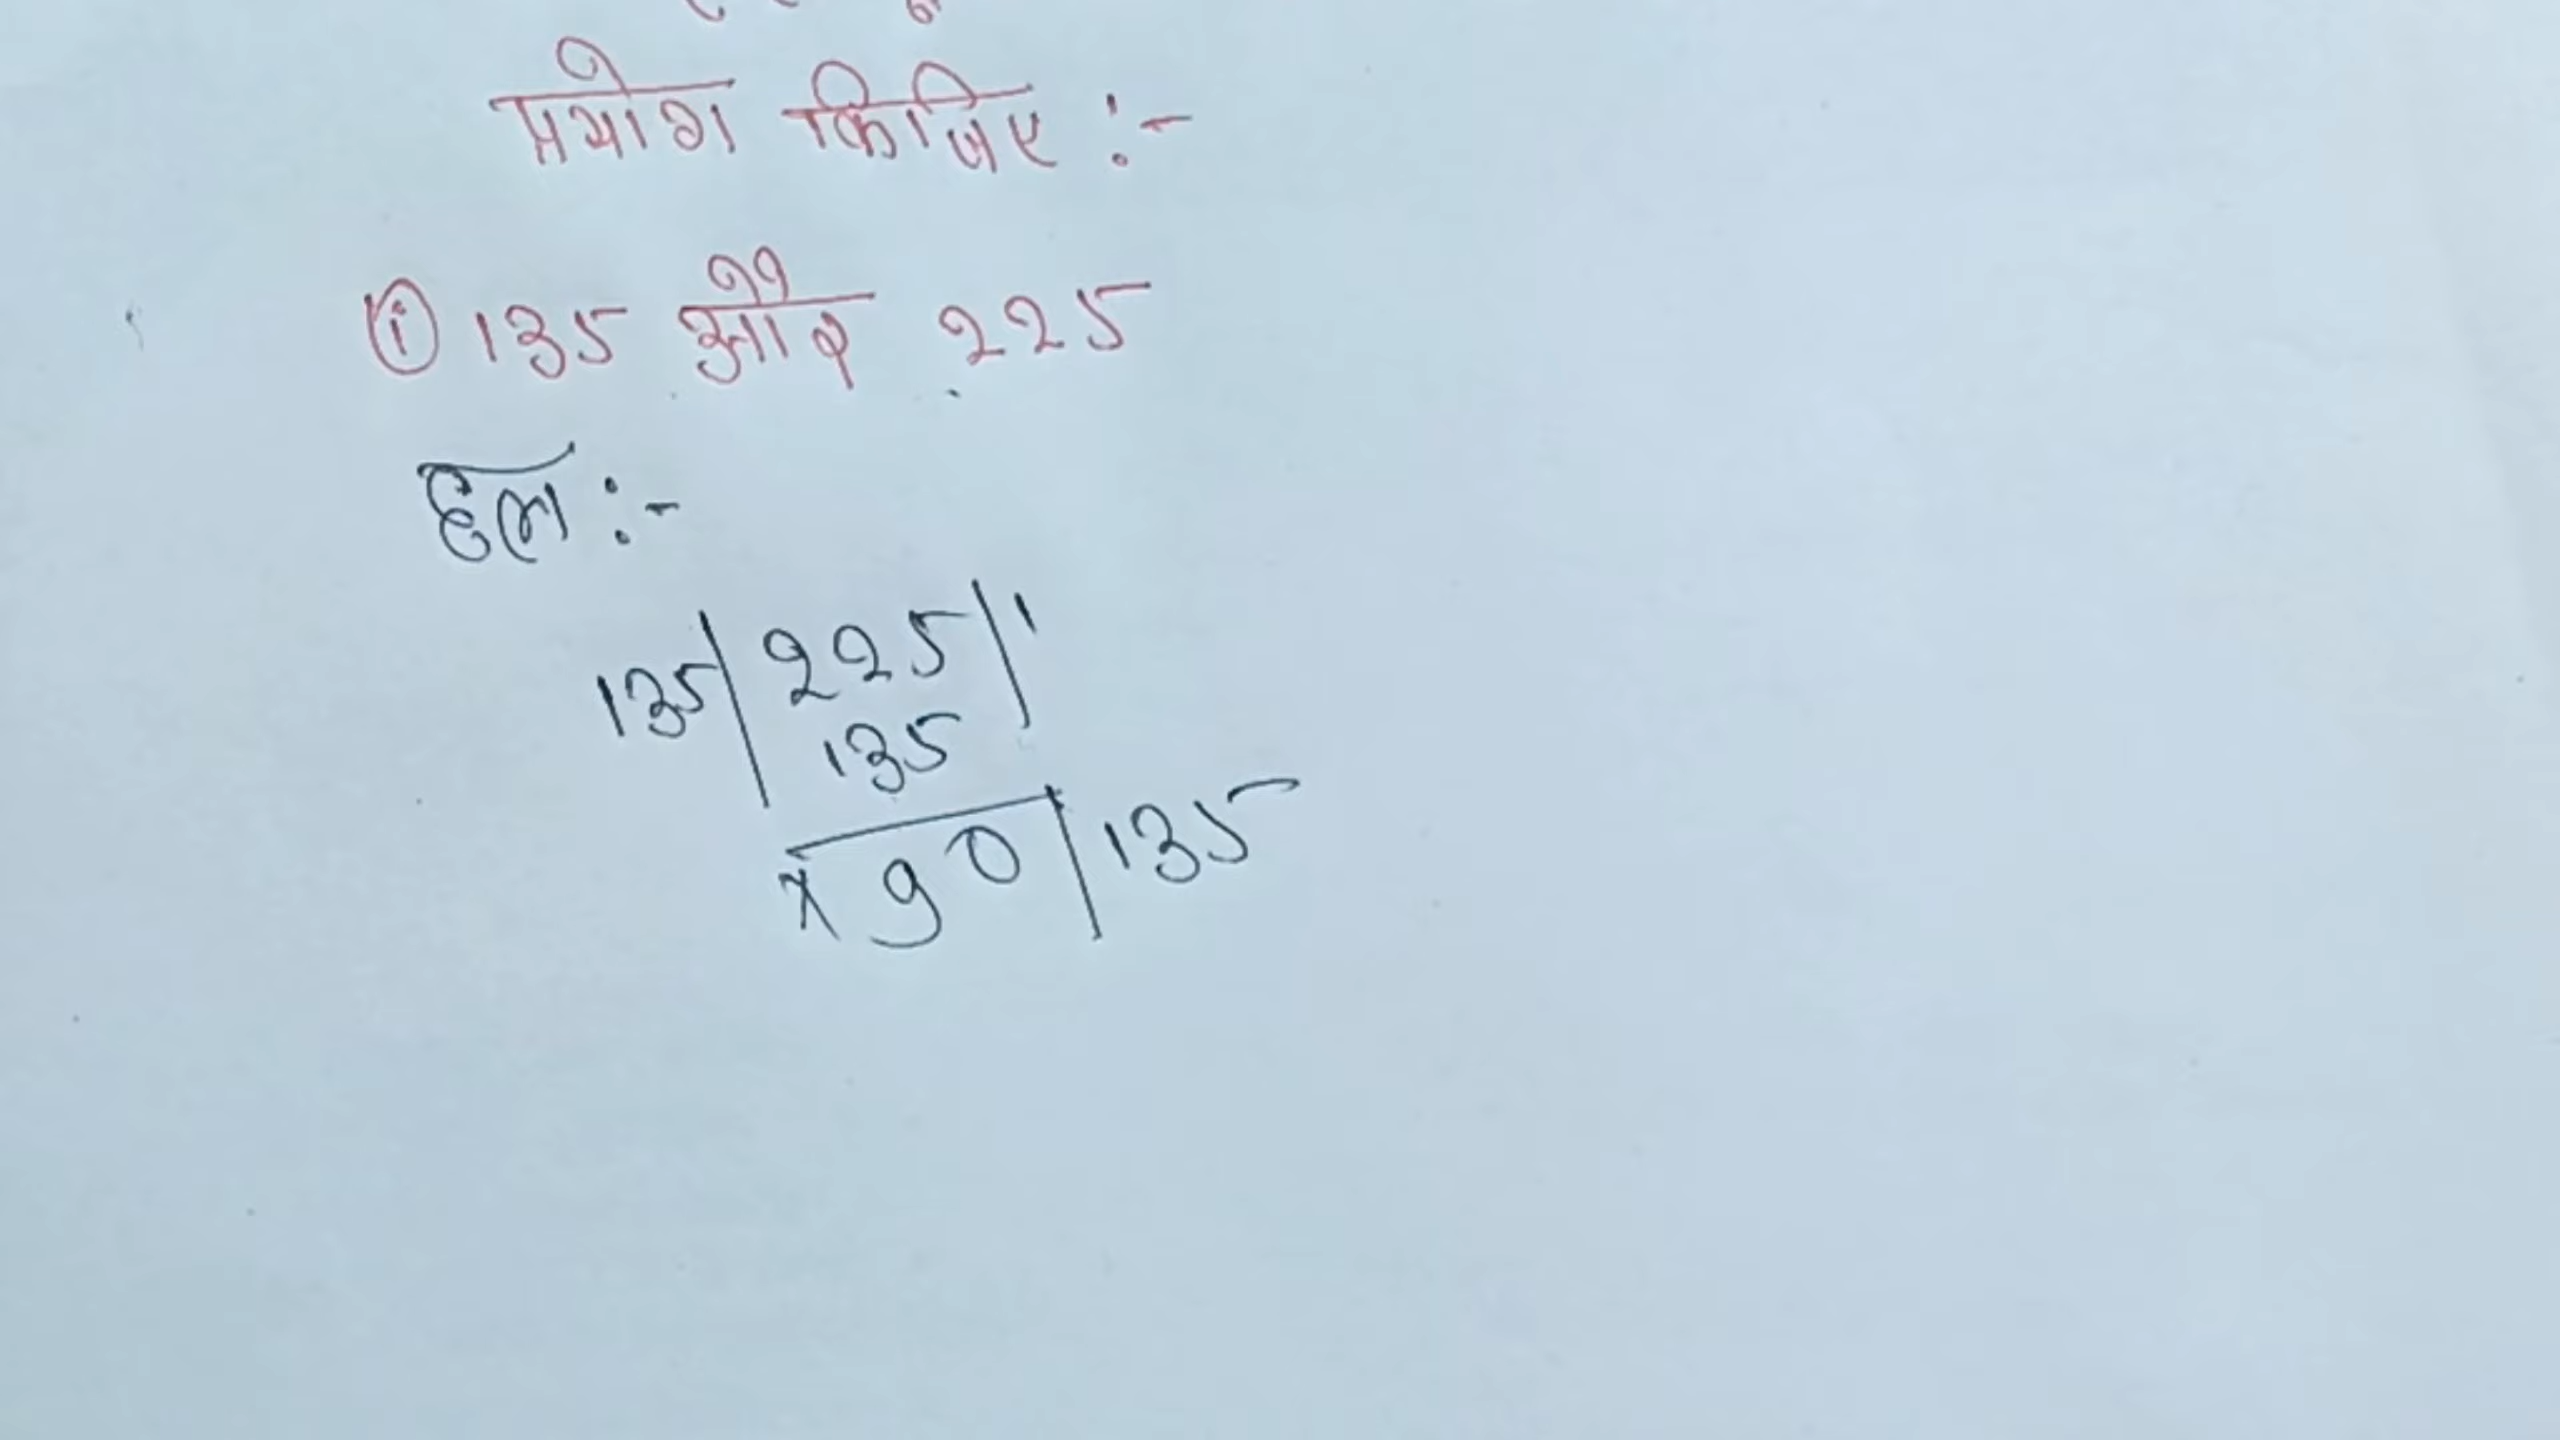 प्रयोग किजिए :-
(i) 135 और 225
हल :-
135 | 225 | 1
135
× 90 | 135